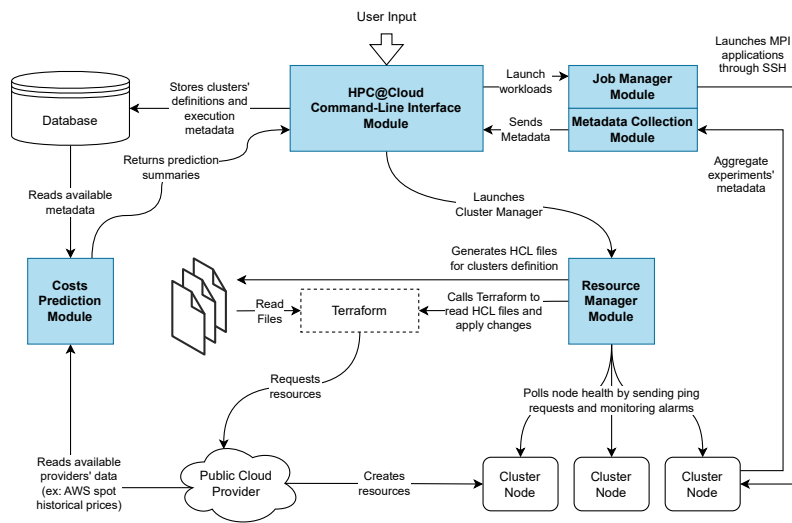 User Input
Launches MPI
applications
through SSH
HPC@Cloud
Command-Line Interface
Module
Launch
workloads
Job Manager
Module
Stores clusters'
definitions and
execution
metadata
Database
Sends
Metadata
Metadata Collection
Module
Returns prediction
summaries
Aggregate
experiments'
metadata
Reads available
metadata
Launches
Cluster Manager
Generates HCL files
for clusters definition
Costs
Prediction
Module
Resource
Manager
Module
Read
Files
Terraform
Calls Terraform to
read HCL files and
apply changes
Requests
resources
Polls node health by sending ping
requests and monitoring alarms
Reads available
providers' data
(ex: AWS spot
historical prices)
Public Cloud
Provider
Creates
resources
Cluster
Node
Cluster
Node
Cluster
Node